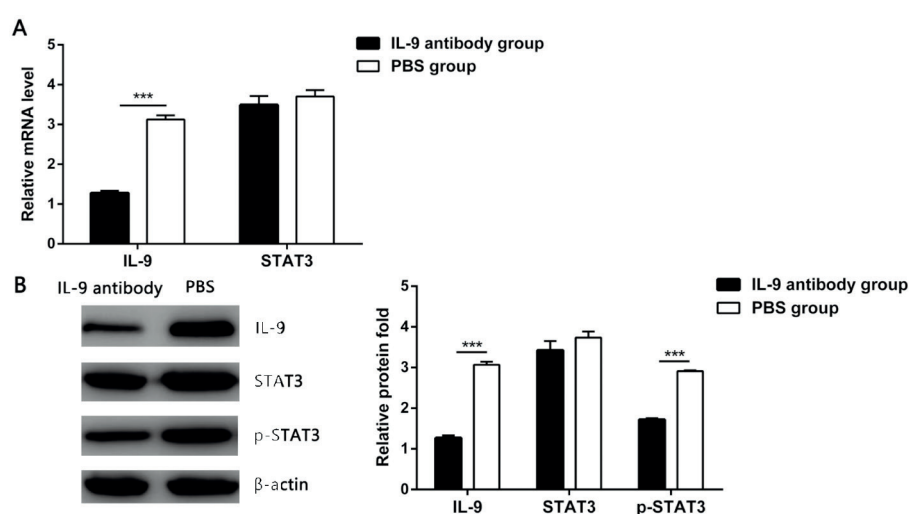 A
Relative mRNA level
5
4
3
2
1
0
***
IL-9
STAT3
IL-9 antibody group
PBS group
B
IL-9 antibody
PBS
IL-9
STAT3
p-STAT3
β-actin
Relative protein fold
5
4
3
2
1
0
***
***
IL-9
STAT3
p-STAT3
IL-9 antibody group
PBS group